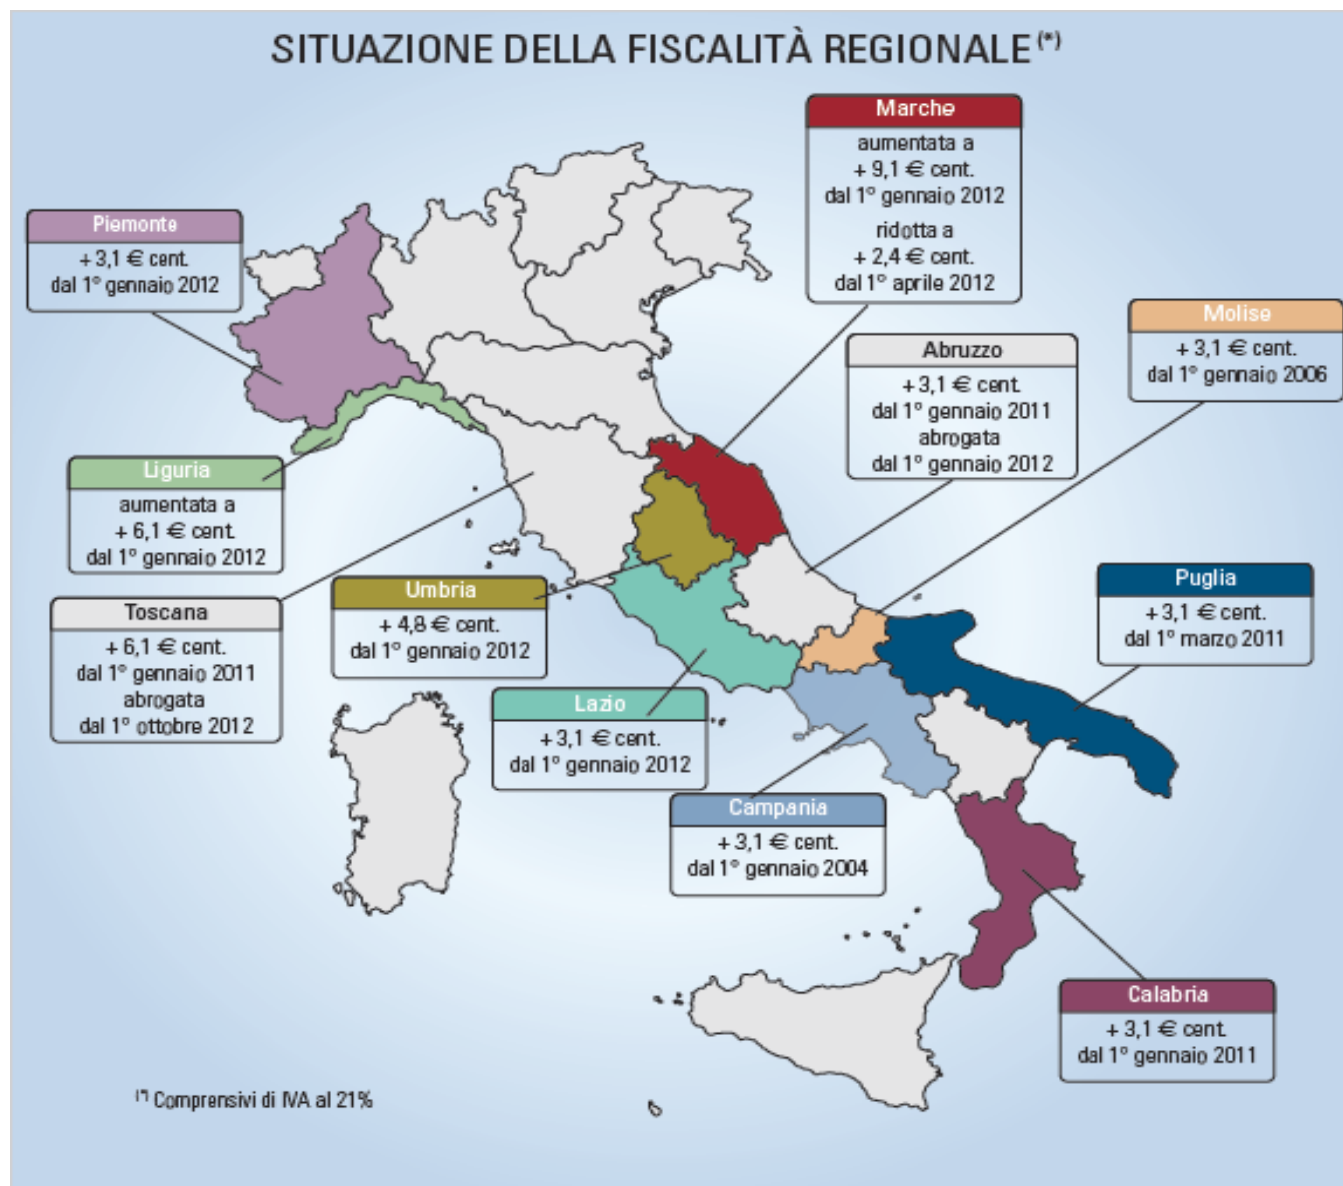 SITUAZIONE DELLA FISCALITÀ REGIONALE (*)
Marche
aumentata a
+ 9,1 € cent.
dal 1° gennaio 2012
ridotta a
+ 2,4 € cent.
dal 1° aprile 2012
Piemonte
+ 3,1 € cent.
dal 1° gennaio 2012
Molise
+ 3,1 € cent.
dal 1° gennaio 2006
Abruzzo
+ 3,1 € cent.
dal 1° gennaio 2011
abrogata
dal 1° gennaio 2012
Liguria
aumentata a
+ 6,1 € cent.
dal 1° gennaio 2012
Umbria
+ 4,8 € cent.
dal 1° gennaio 2012
Puglia
+ 3,1 € cent.
dal 1° marzo 2011
Toscana
+ 6,1 € cent.
dal 1° gennaio 2011
abrogata
dal 1° ottobre 2012
Lazio
+ 3,1 € cent.
dal 1° gennaio 2012
Campania
+ 3,1 € cent.
dal 1° gennaio 2004
Calabria
+ 3,1 € cent.
dal 1° gennaio 2011
(*) Comprensivi di IVA al 21%